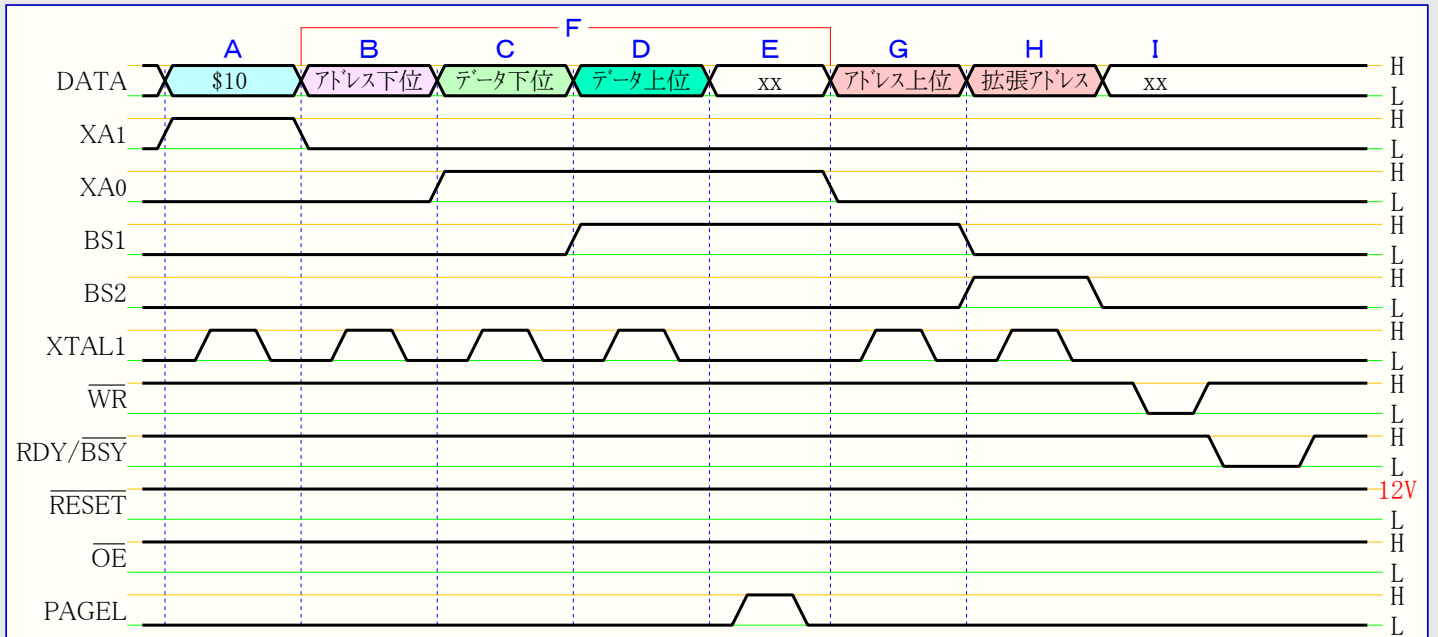 F
A B C D E G H I
DATA $10 アドレス下位 データ下位 データ上位 xx アドレス上位 拡張アドレス xx H
L
XA1 H
L
XA0 H
L
BS1 H
L
BS2 H
L
XTAL1 H
L
WR H
L
RDY/BSY H
L
RESET 12V
L
OE H
L
PAGEL H
L